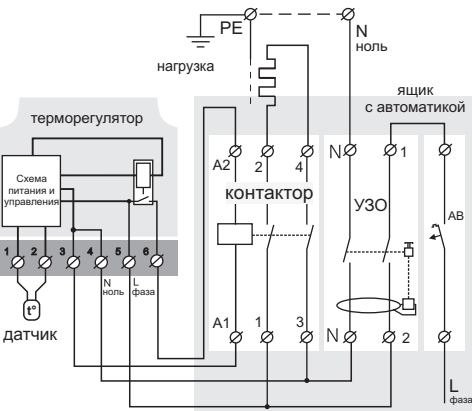 PE
N
ноль
нагрузка
ящик
с автоматикой
терморегулятор
Схема
питания и
управления
A2
2
4
N
1
контактор
УЗО
AB
1
2
3
4
5
6
N
ноль
L
фаза
t°
датчик
A1
1
3
N
2
L
фаза